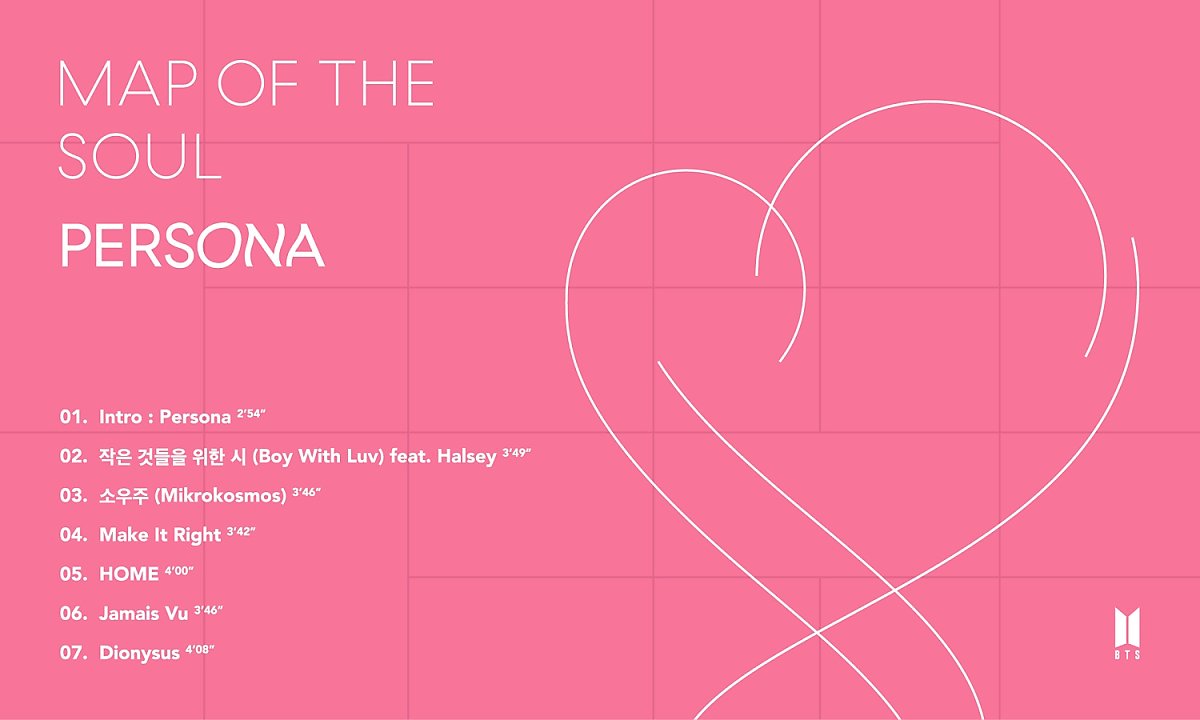 MAP OF THE
SOUL
PERSONA
01. Intro : Persona 2'54"
02. 작은 것들을 위한 시 (Boy With Luv) feat. Halsey 3'49"
03. 소우주 (Mikrokosmos) 3'46"
04. Make It Right 3'42"
05. HOME 4'00"
06. Jamais Vu 3'46"
07. Dionysus 4'08"
BTS